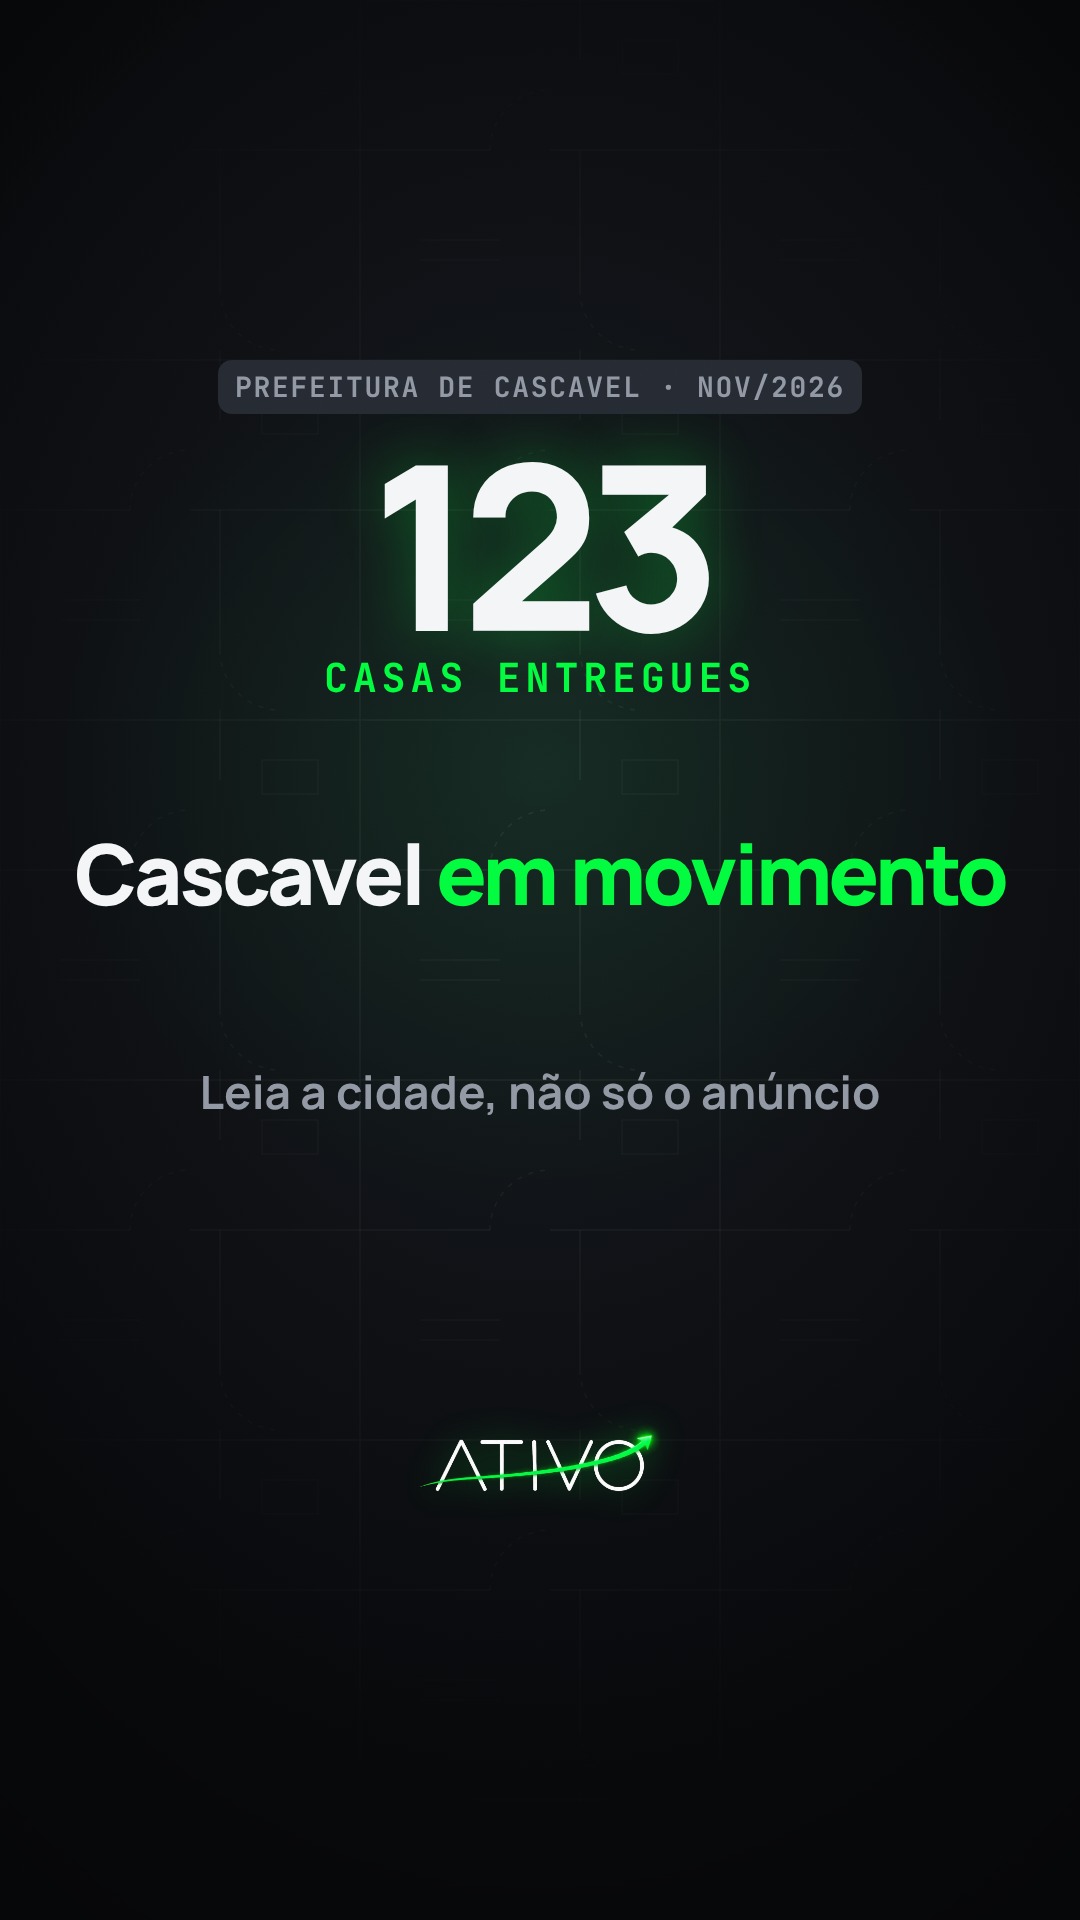 PREFEITURA DE CASCAVEL · NOV/2026
123
CASAS ENTREGUES
Cascavel em movimento
Leia a cidade, não só o anúncio
ATIVO